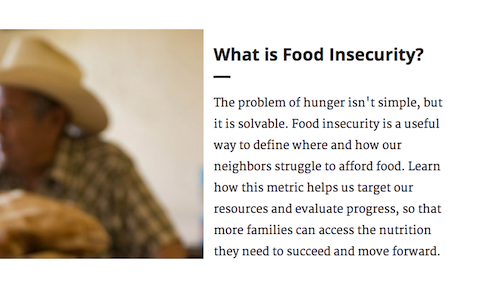 What is Food Insecurity?
The problem of hunger isn't simple, but
it is solvable. Food insecurity is a useful
way to define where and how our
neighbors struggle to afford food. Learn
how this metric helps us target our
resources and evaluate progress, so that
more families can access the nutrition
they need to succeed and move forward.